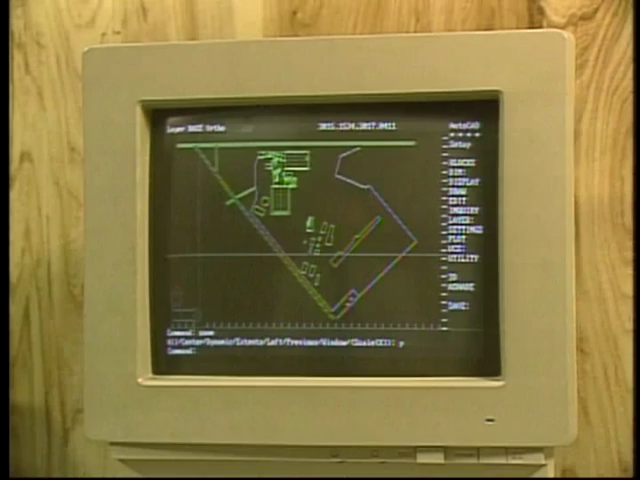 Layer BASE Ortho
AutoCAD
* * * *
Setup
BLOCKS
DIM:
DISPLAY
DRAW
EDIT
INQUIRY
LAYER:
SETTINGS
PLOT
UCS:
UTILITY
3D
ASHADE
SAVE:
Command: zoom
All/Center/Dynamic/Extents/Left/Previous/Window/<Scale(X)>: p
Command: